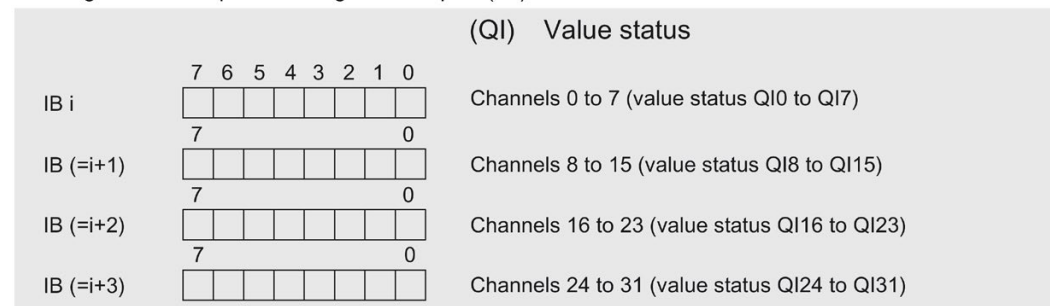 (QI) Value status
7 6 5 4 3 2 1 0
IB i Channels 0 to 7 (value status QI0 to QI7)
7 0
IB (=i+1) Channels 8 to 15 (value status QI8 to QI15)
7 0
IB (=i+2) Channels 16 to 23 (value status QI16 to QI23)
7 0
IB (=i+3) Channels 24 to 31 (value status QI24 to QI31)